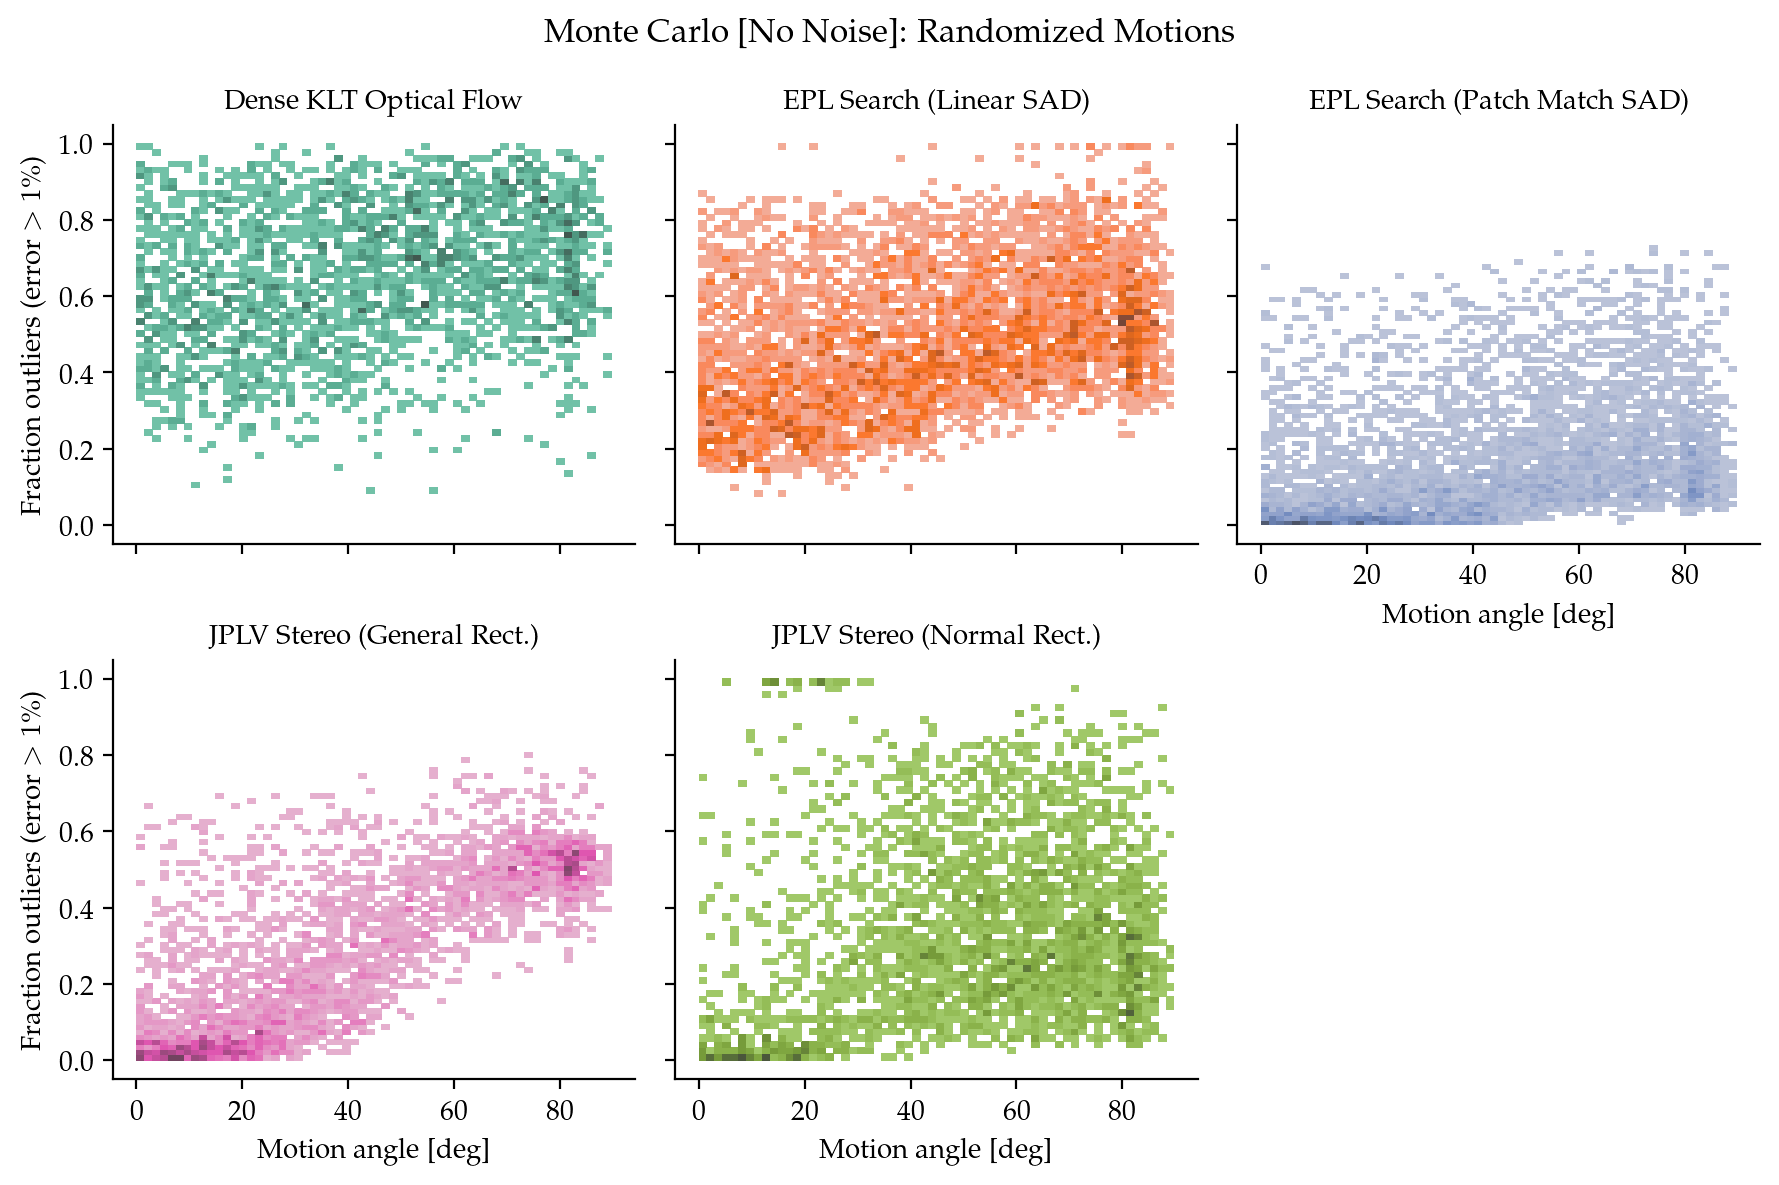 Monte Carlo [No Noise]: Randomized Motions
Dense KLT Optical Flow
EPL Search (Linear SAD)
EPL Search (Patch Match SAD)
Fraction outliers (error > 1%)
1.0
0.8
0.6
0.4
0.2
0.0
0 20 40 60 80
Motion angle [deg]
JPLV Stereo (General Rect.)
JPLV Stereo (Normal Rect.)
Fraction outliers (error > 1%)
1.0
0.8
0.6
0.4
0.2
0.0
0 20 40 60 80
0 20 40 60 80
Motion angle [deg]
Motion angle [deg]